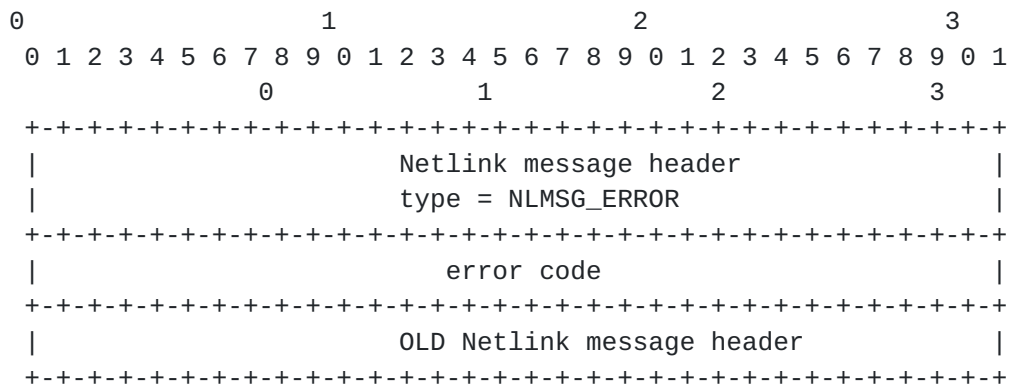 0                   1                   2                   3
 0 1 2 3 4 5 6 7 8 9 0 1 2 3 4 5 6 7 8 9 0 1 2 3 4 5 6 7 8 9 0 1
                0             1               2              3
 +-+-+-+-+-+-+-+-+-+-+-+-+-+-+-+-+-+-+-+-+-+-+-+-+-+-+-+-+-+-+-+
 |                       Netlink message header                |
 |                       type = NLMSG_ERROR                    |
 +-+-+-+-+-+-+-+-+-+-+-+-+-+-+-+-+-+-+-+-+-+-+-+-+-+-+-+-+-+-+-+
 |                          error code                         |
 +-+-+-+-+-+-+-+-+-+-+-+-+-+-+-+-+-+-+-+-+-+-+-+-+-+-+-+-+-+-+-+
 |                       OLD Netlink message header            |
 +-+-+-+-+-+-+-+-+-+-+-+-+-+-+-+-+-+-+-+-+-+-+-+-+-+-+-+-+-+-+-+